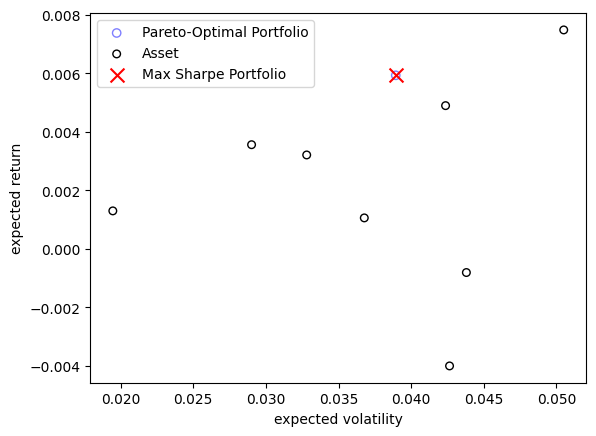 Pareto-Optimal Portfolio
Asset
Max Sharpe Portfolio
0.008
0.006
0.004
0.002
0.000
−0.002
−0.004
expected return
0.020 0.025 0.030 0.035 0.040 0.045 0.050
expected volatility